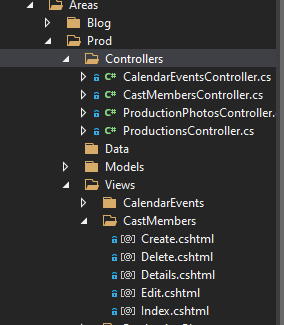 Areas
Blog
Prod
Controllers
C# CalendarEventsController.cs
C# CastMembersController.cs
C# ProductionPhotosController.
C# ProductionsController.cs
Data
Models
Views
CalendarEvents
CastMembers
[@] Create.cshtml
[@] Delete.cshtml
[@] Details.cshtml
[@] Edit.cshtml
[@] Index.cshtml